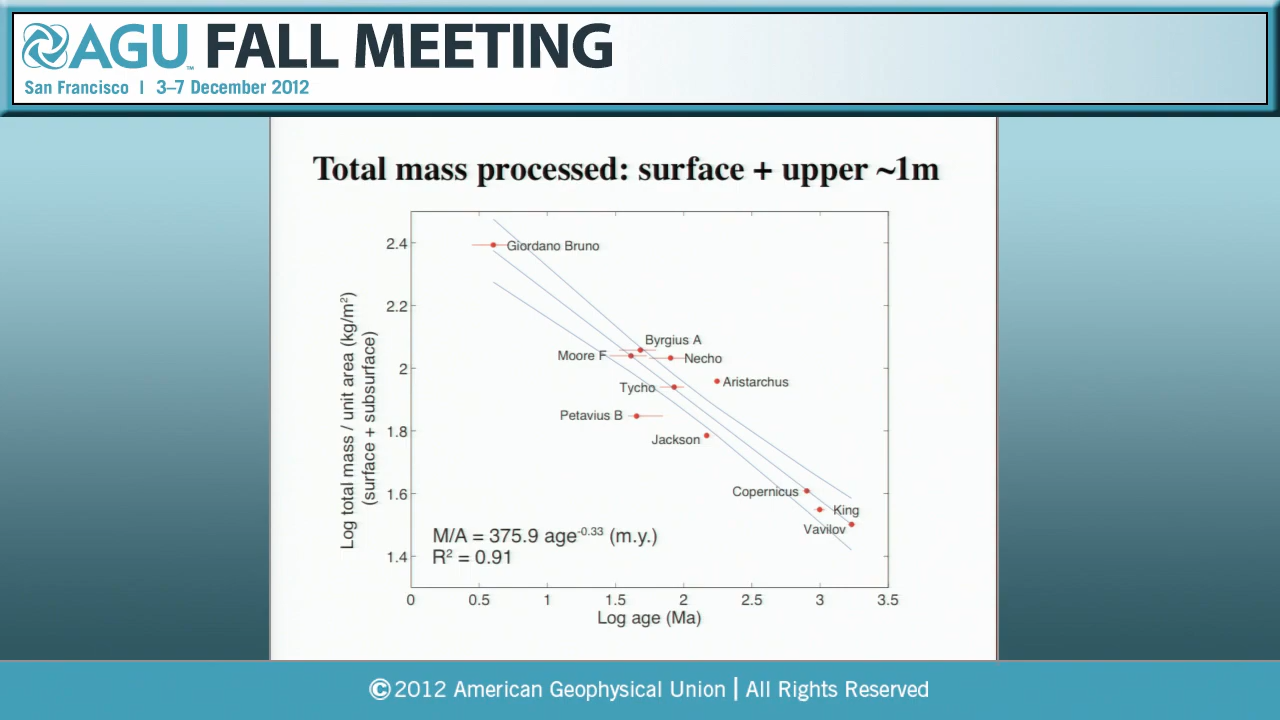 AGU™ FALL MEETING
San Francisco | 3–7 December 2012
Total mass processed: surface + upper ~1m
Log total mass / unit area (kg/m²)
(surface + subsurface)
2.4
2.2
2
1.8
1.6
1.4
Giordano Bruno
Byrgius A
Moore F
Necho
Aristarchus
Tycho
Petavius B
Jackson
Copernicus
King
Vavilov
M/A = 375.9 age⁻⁰·³³ (m.y.)
R² = 0.91
0 0.5 1 1.5 2 2.5 3 3.5
Log age (Ma)
©2012 American Geophysical Union | All Rights Reserved